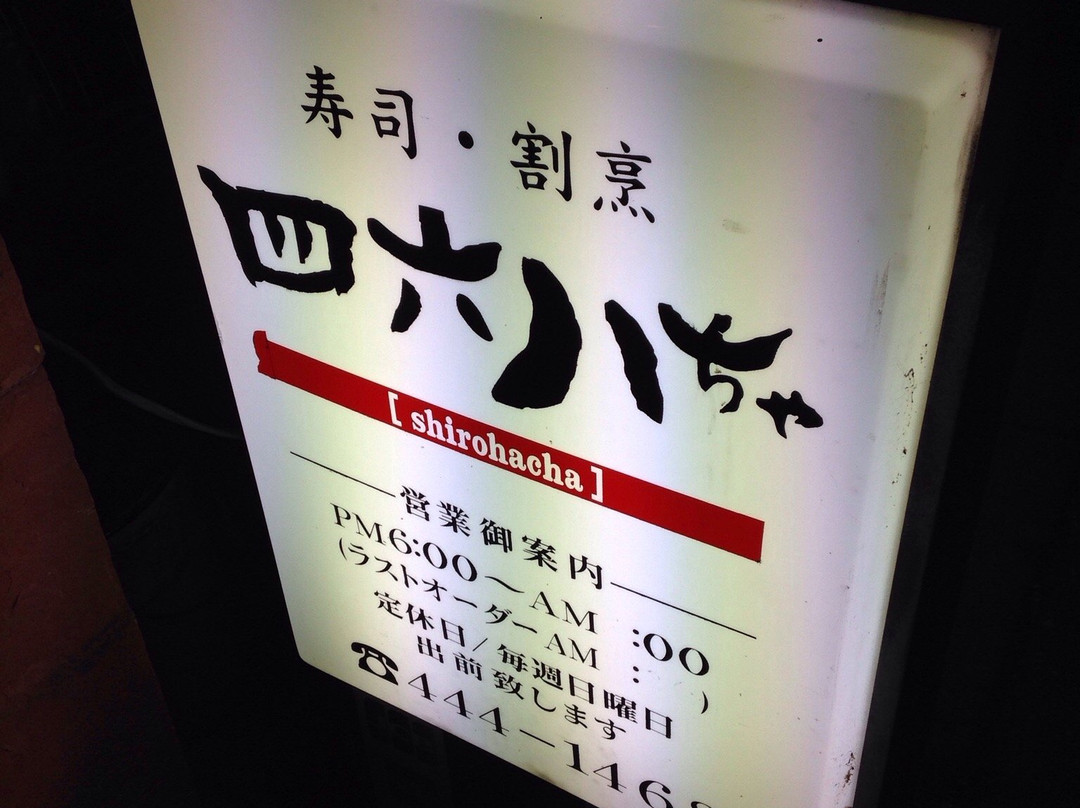 寿司・割烹
四六八ちゃ
[ shirohacha ]
営業御案内
PM6:00～AM :00
(ラストオーダーAM : )
定休日/毎週日曜日
出前致します
☎444-146